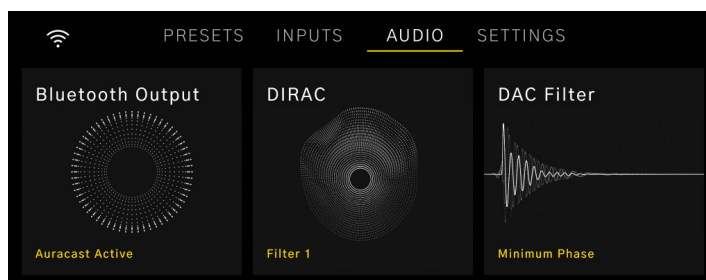 PRESETS INPUTS AUDIO SETTINGS
Bluetooth Output
Auracast Active
DIRAC
Filter 1
DAC Filter
Minimum Phase